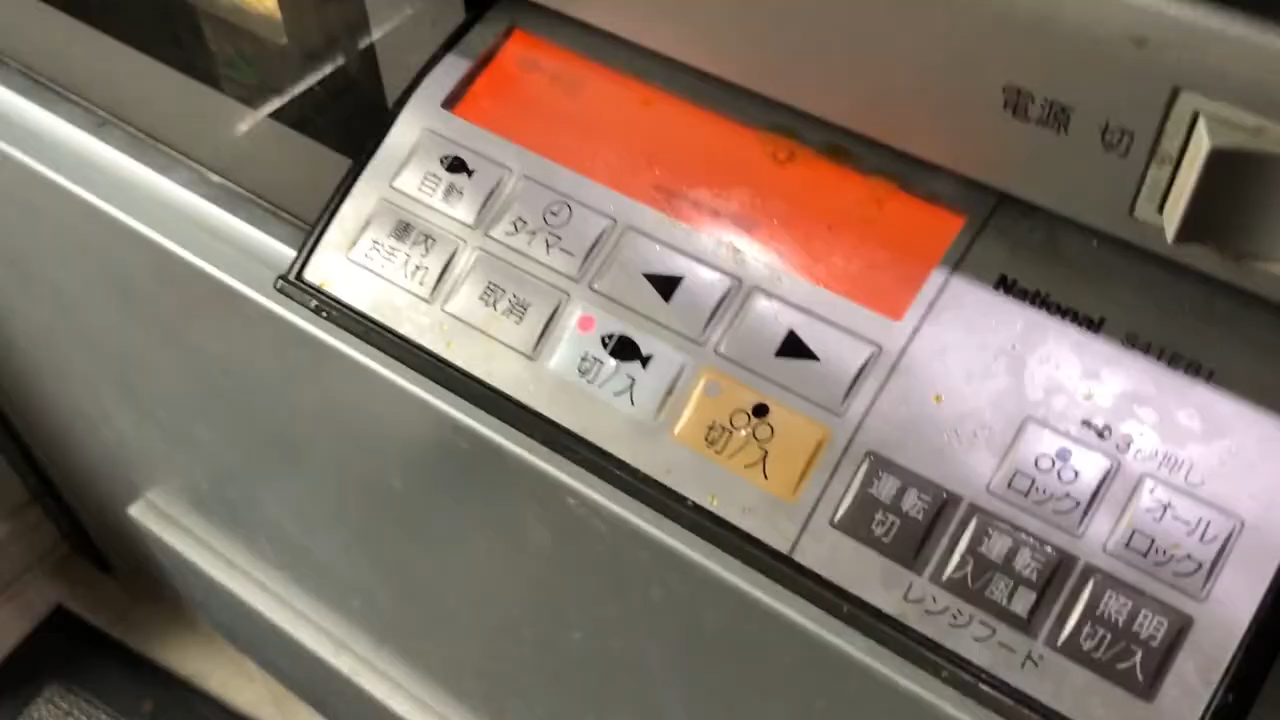 電源 切
自動
タイマー
庫内
お手入れ
取消
◀
▶
切/入
切/入
National
3秒押し
ロック
オール
ロック
運転
切
運転
入/風量
照明
切/入
レンジフード